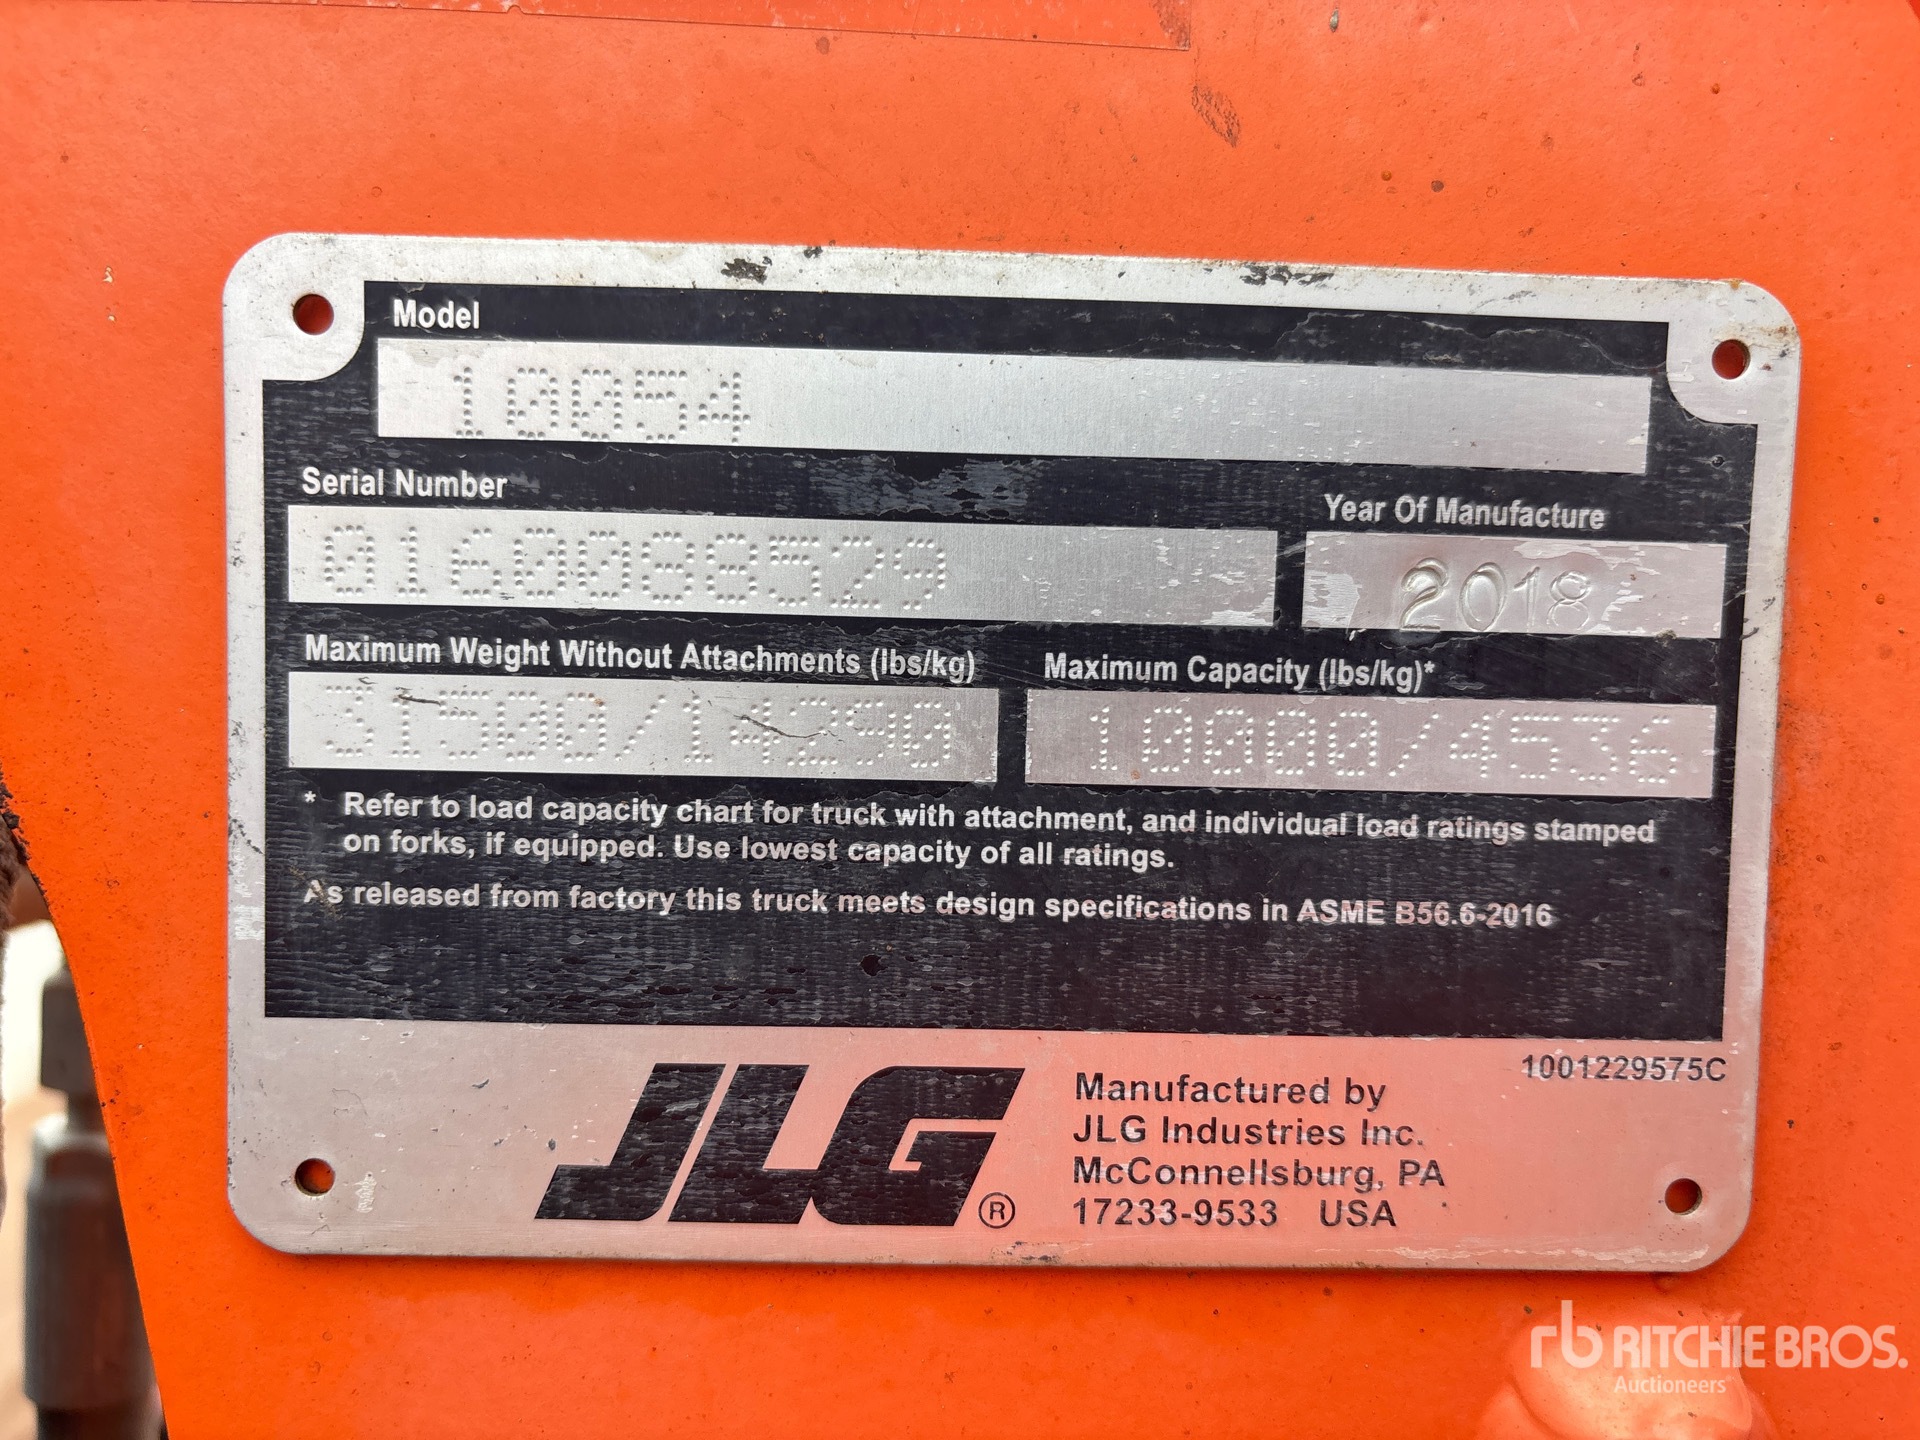 Model
10054
Serial Number
0160088529
Year Of Manufacture
2018
Maximum Weight Without Attachments (lbs/kg)
31500/14290
Maximum Capacity (lbs/kg)*
10000/4536
* Refer to load capacity chart for truck with attachment, and individual load ratings stamped
on forks, if equipped. Use lowest capacity of all ratings.
As released from factory this truck meets design specifications in ASME B56.6-2016
1001229575C
JLG®
Manufactured by
JLG Industries Inc.
McConnellsburg, PA
17233-9533 USA
rb RITCHIE BROS.
Auctioneers